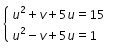 u² + v + 5u = 15
u² − v + 5u = 1